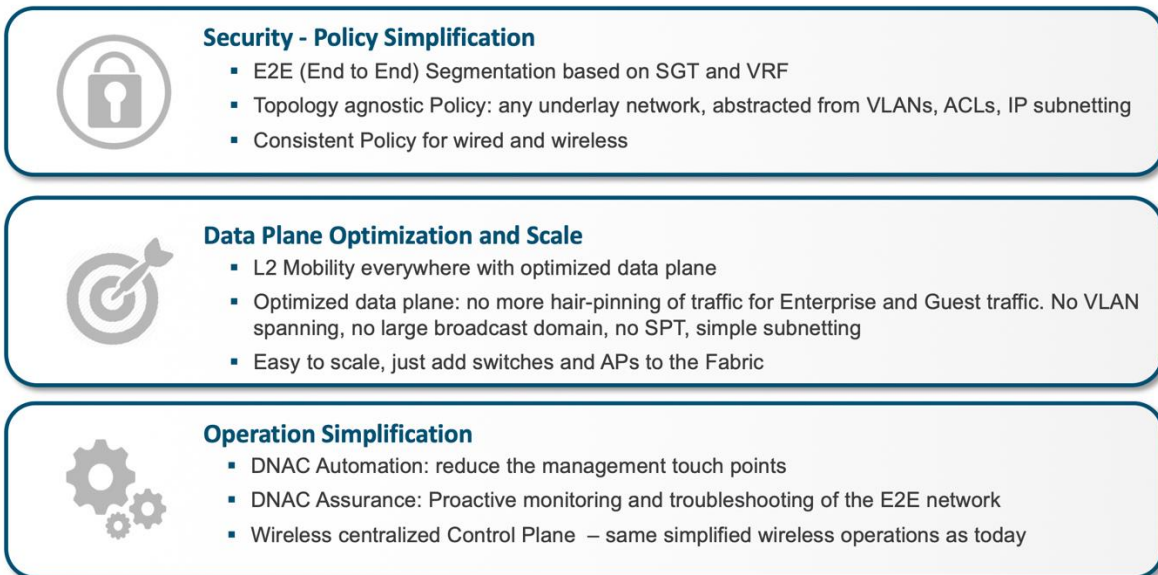 Security - Policy Simplification
▪ E2E (End to End) Segmentation based on SGT and VRF
▪ Topology agnostic Policy: any underlay network, abstracted from VLANs, ACLs, IP subnetting
▪ Consistent Policy for wired and wireless
Data Plane Optimization and Scale
▪ L2 Mobility everywhere with optimized data plane
▪ Optimized data plane: no more hair-pinning of traffic for Enterprise and Guest traffic. No VLAN
spanning, no large broadcast domain, no SPT, simple subnetting
▪ Easy to scale, just add switches and APs to the Fabric
Operation Simplification
▪ DNAC Automation: reduce the management touch points
▪ DNAC Assurance: Proactive monitoring and troubleshooting of the E2E network
▪ Wireless centralized Control Plane – same simplified wireless operations as today